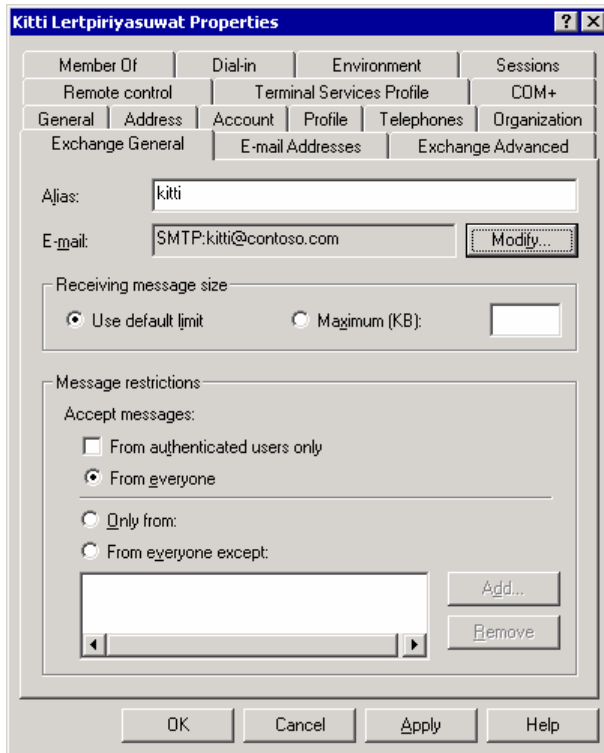 Kitti Lertpiriyasuwat Properties
Member Of Dial-in Environment Sessions
Remote control Terminal Services Profile COM+
General Address Account Profile Telephones Organization
Exchange General E-mail Addresses Exchange Advanced
Alias: kitti
E-mail: SMTP:kitti@contoso.com Modify...
Receiving message size
Use default limit Maximum (KB):
Message restrictions
Accept messages:
From authenticated users only
From everyone
Only from:
From everyone except:
Add...
Remove
OK Cancel Apply Help